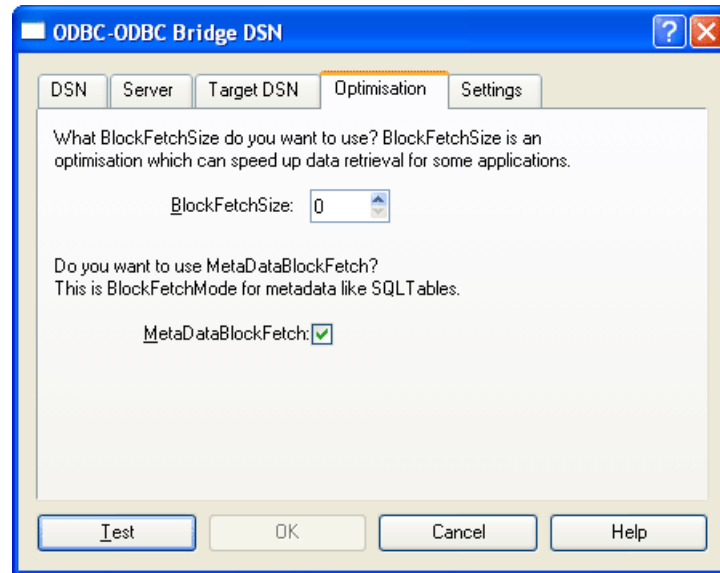 ODBC-ODBC Bridge DSN
DSN Server Target DSN Optimisation Settings
What BlockFetchSize do you want to use? BlockFetchSize is an
optimisation which can speed up data retrieval for some applications.
BlockFetchSize: 0
Do you want to use MetaDataBlockFetch?
This is BlockFetchMode for metadata like SQLTables.
MetaDataBlockFetch:
Test OK Cancel Help